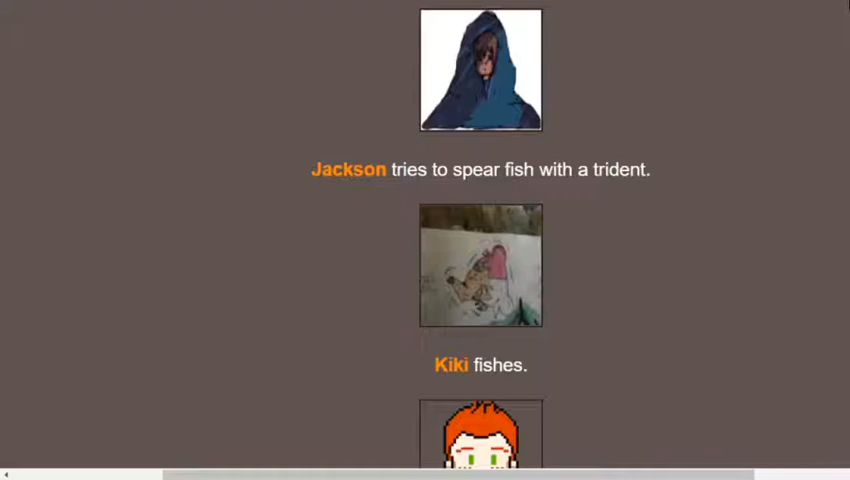 Jackson tries to spear fish with a trident.
Kiki fishes.